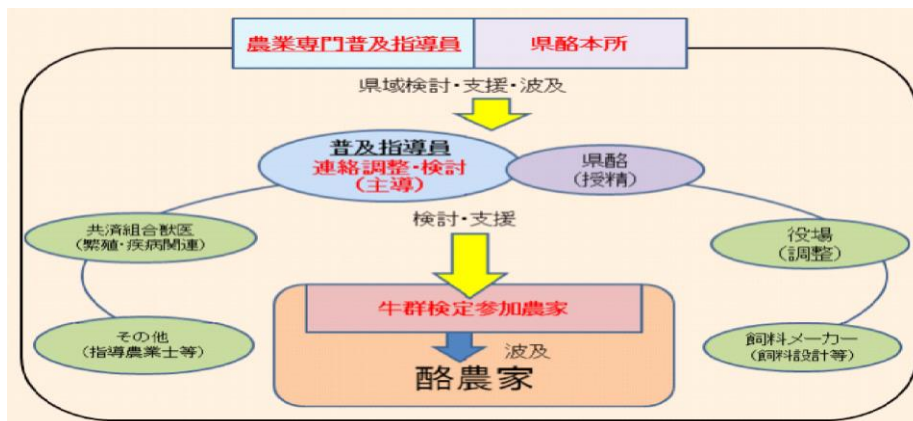 農業専門普及指導員
県酪本所
県域検討・支援・波及
普及指導員
連絡調整・検討
(主導)
県酪
(授精)
検討・支援
共済組合獣医
(繁殖・疾病関連)
役場
(調整)
牛群検定参加農家
その他
(指導農業士等)
波及
飼料メーカー
(飼料設計等)
酪農家